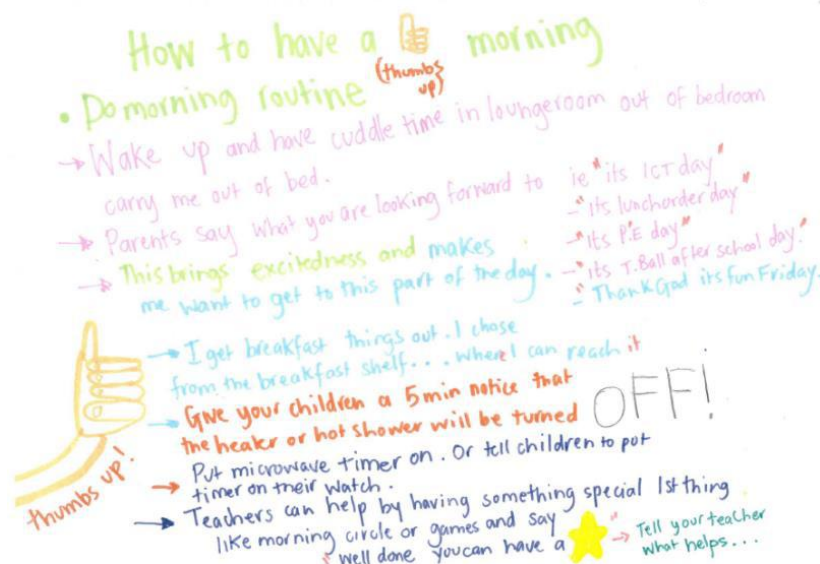 How to have a morning
(thumbs up)
• Do morning routine
→ Wake up and have cuddle time in loungeroom out of bedroom
carry me out of bed.
→ Parents say what you are looking forward to ie "its ICT day"
- "its lunchorder day"
- "Its P.E day"
- "its T.Ball after school day."
- "Thank God its fun Friday.
→ This brings excitedness and makes
me want to get to this part of the day.
→ I get breakfast things out. I chose
from the breakfast shelf... where I can reach it
→ Give your children a 5 min notice that
the heater or hot shower will be turned OFF!
thumbs up!
→ Put microwave timer on. Or tell children to put
timer on their watch.
→ Teachers can help by having something special 1st thing
like morning circle or games and say
"well done you can have a "
→ Tell your teacher
what helps...